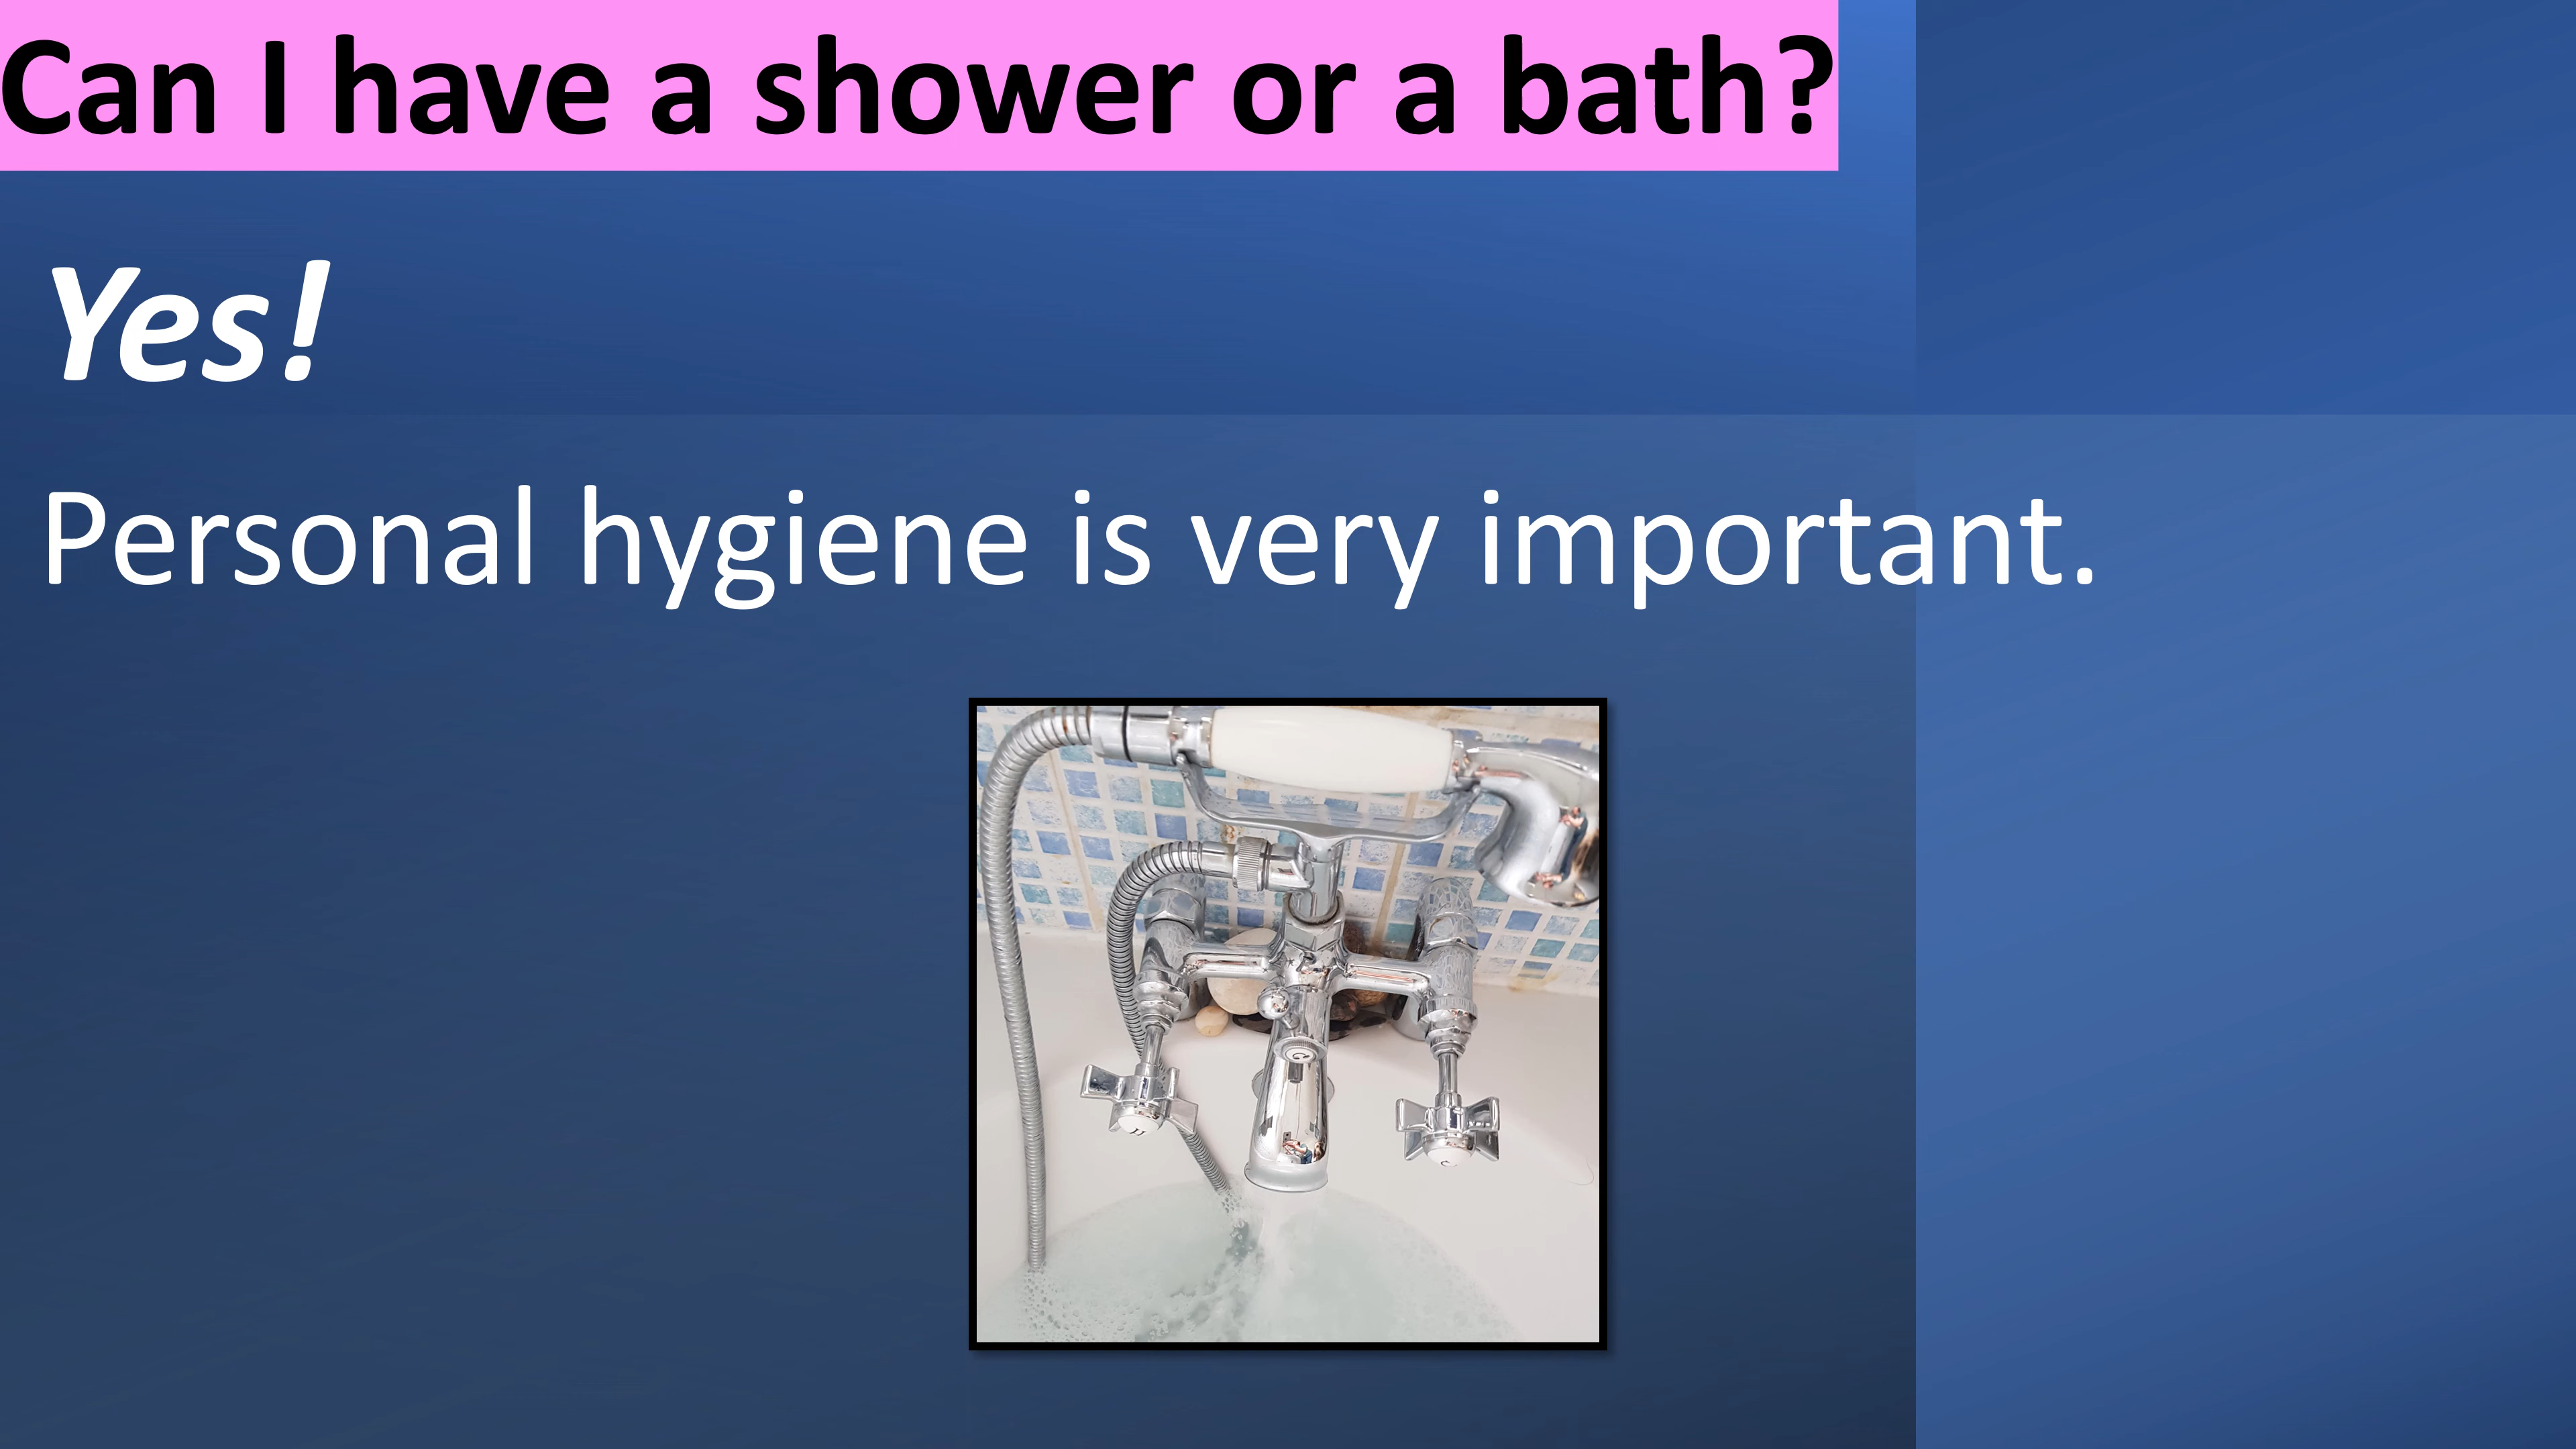 Can I have a shower or a bath?
Yes!
Personal hygiene is very important.